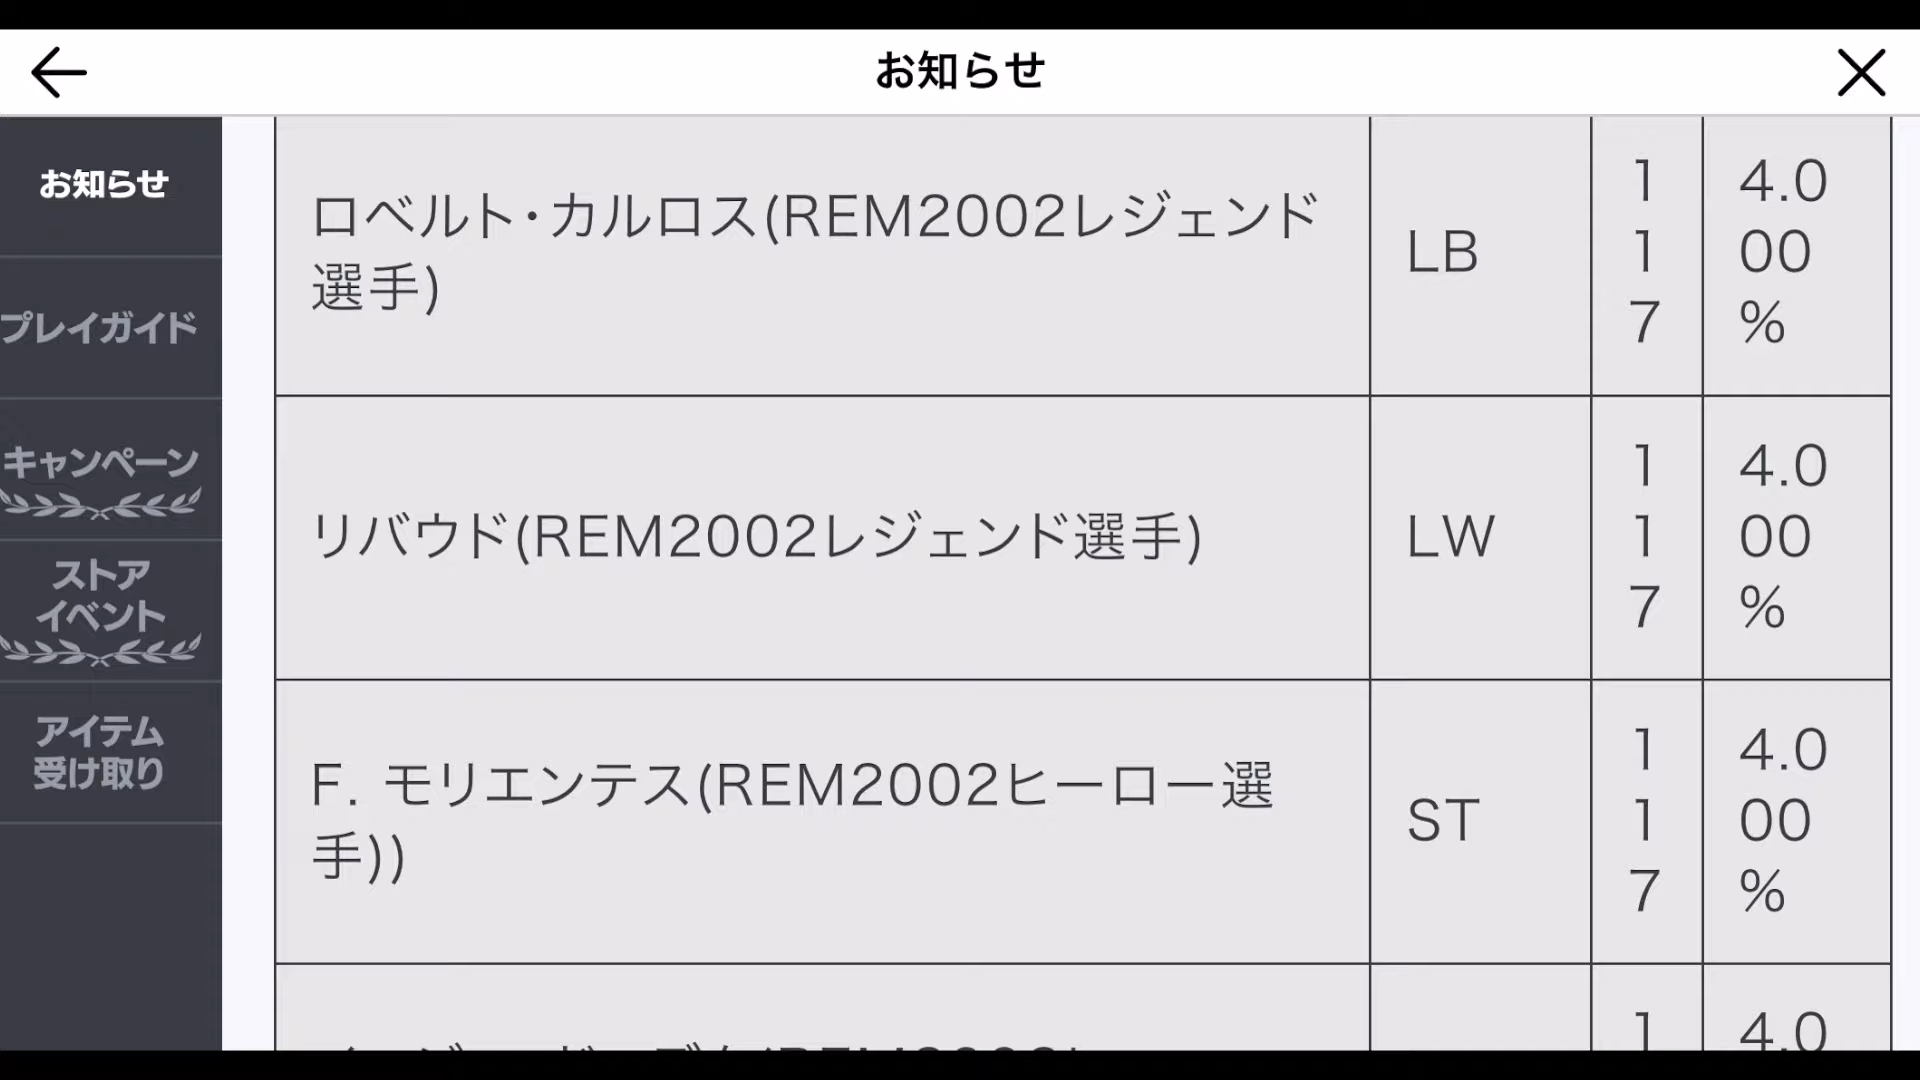 お知らせ
お知らせ
プレイガイド
キャンペーン
ストア
イベント
アイテム
受け取り
ロベルト・カルロス(REM2002レジェンド
選手)
LB
1
1
7
4.0
00
%
リバウド(REM2002レジェンド選手)
LW
1
1
7
4.0
00
%
F. モリエンテス(REM2002ヒーロー選
手))
ST
1
1
7
4.0
00
%
1
4.0